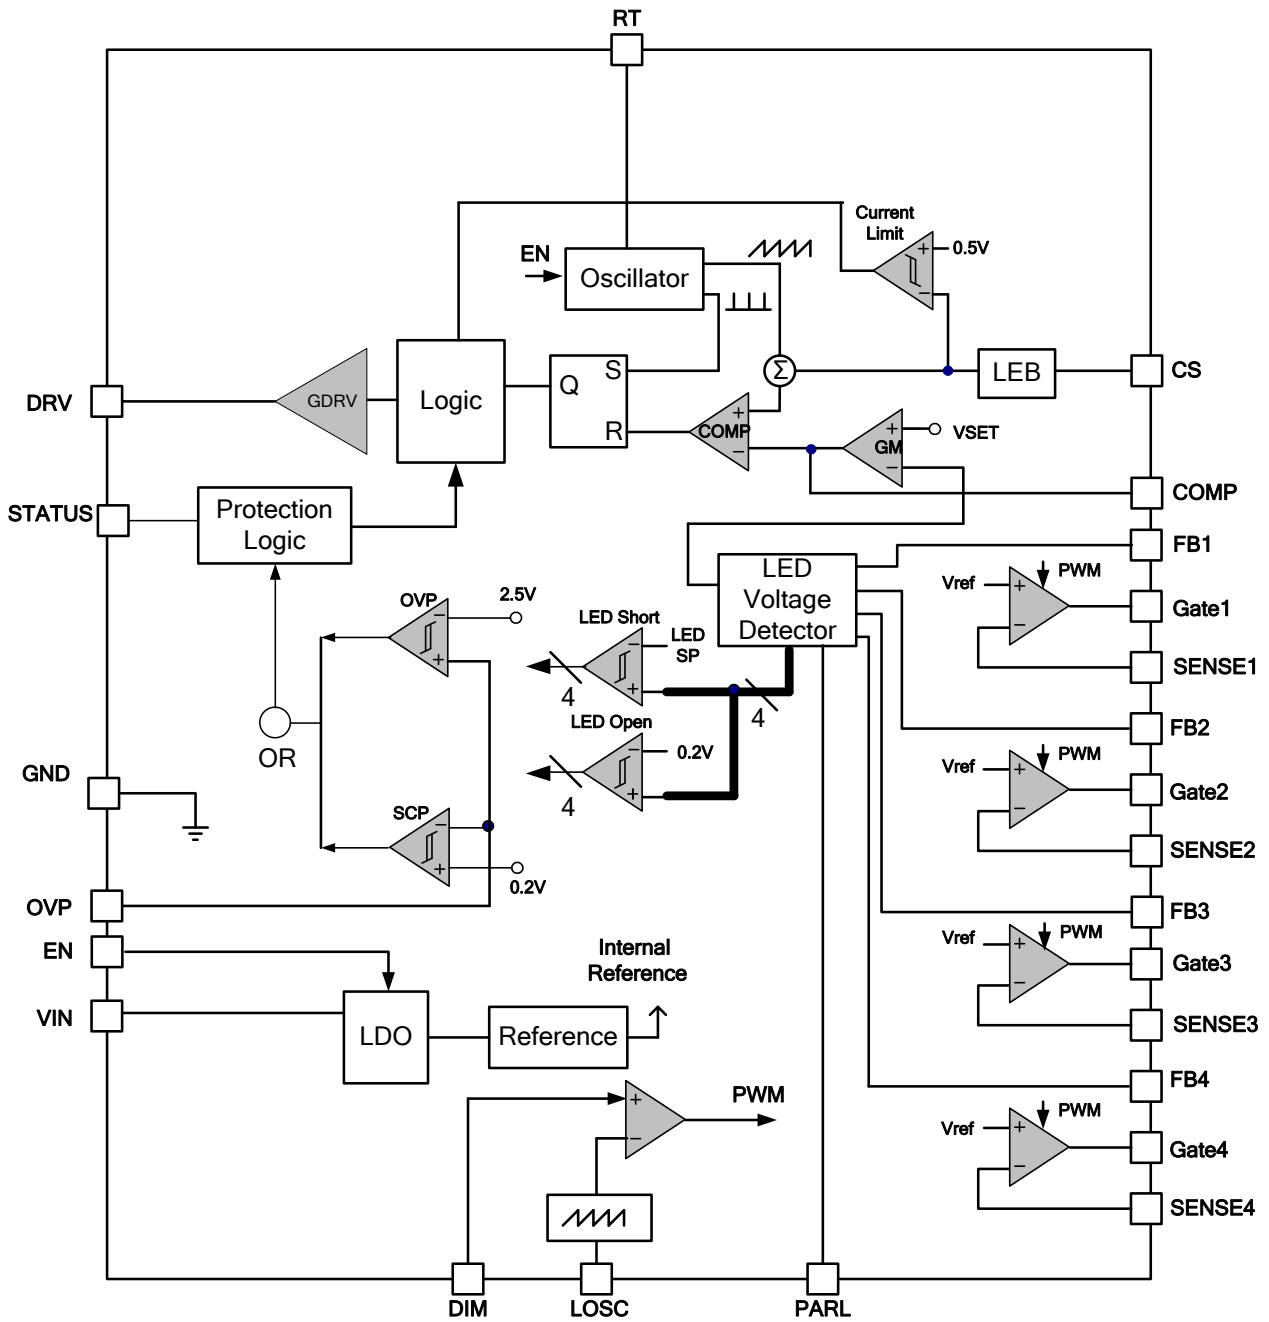 RT
Current
Limit
+
0.5V
−
EN
Oscillator
Σ
LEB
CS
DRV
GDRV
Logic
Q
S
R
+
COMP
−
+
GM
−
VSET
COMP
STATUS
Protection
Logic
FB1
LED
Voltage
Detector
Vref
+
PWM
−
Gate1
SENSE1
OVP
−
+
2.5V
LED Short
−
+
LED
SP
4
4
LED Open
−
+
0.2V
4
OR
FB2
Vref
+
PWM
−
Gate2
SENSE2
GND
SCP
−
+
0.2V
OVP
FB3
Vref
+
PWM
−
Gate3
SENSE3
EN
VIN
LDO
Reference
Internal
Reference
FB4
Vref
+
PWM
−
Gate4
SENSE4
+
−
PWM
DIM
LOSC
PARL